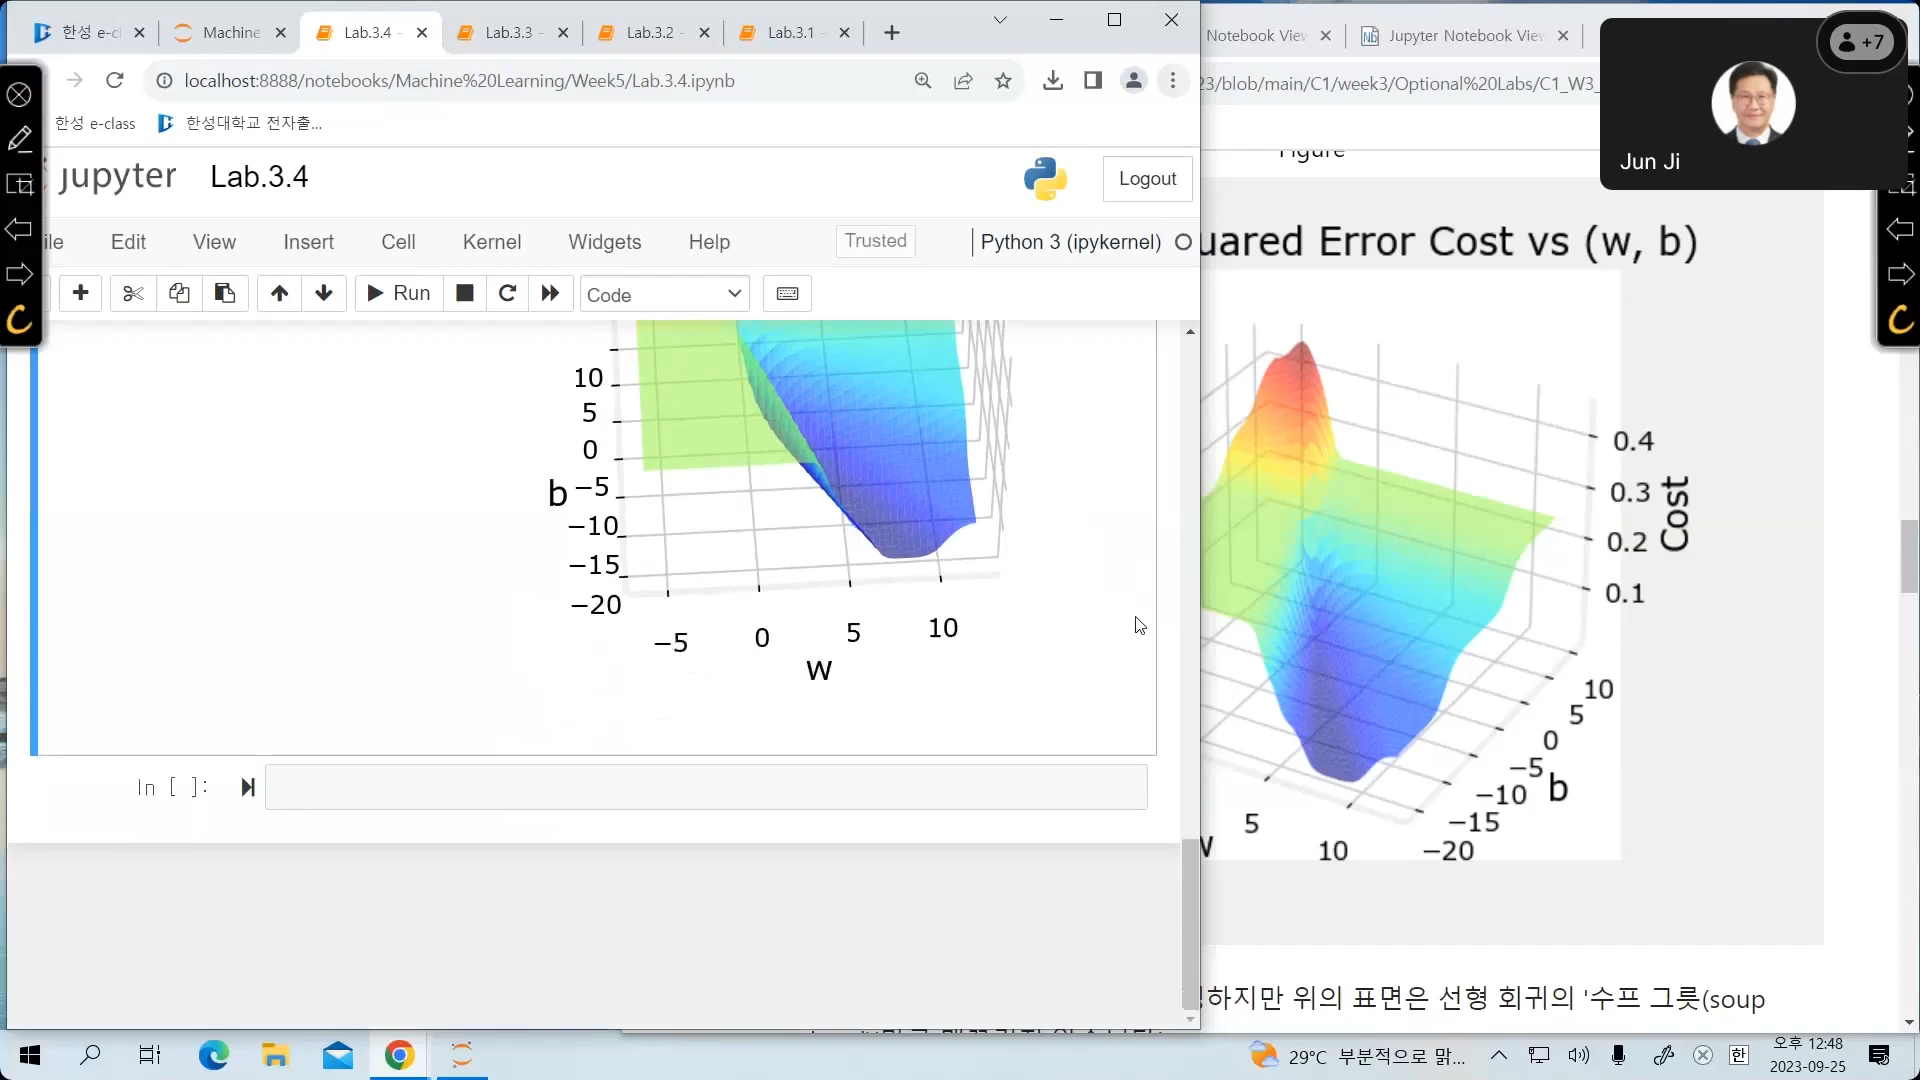 한성 e-cl
Machine
Lab.3.4 -
Lab.3.3 -
Lab.3.2 -
Lab.3.1 -
localhost:8888/notebooks/Machine%20Learning/Week5/Lab.3.4.ipynb
한성 e-class
한성대학교 전자출...
jupyter Lab.3.4
Logout
ile Edit View Insert Cell Kernel Widgets Help
Trusted
Python 3 (ipykernel)
Run
Code
10
5
0
b
−5
−10
−15
−20
−5 0 5 10
w
In [ ]:
Notebook View
Jupyter Notebook View
23/blob/main/C1/week3/Optional%20Labs/C1_W3_
+7
Jun Ji
Figure
uared Error Cost vs (w, b)
0.4
0.3
0.2
0.1
Cost
10
5
0
−5
−10
−15
−20
b
5
10
w
하지만 위의 표면은 선형 회귀의 '수프 그릇(soup
29°C 부분적으로 맑...
한
오후 12:48
2023-09-25